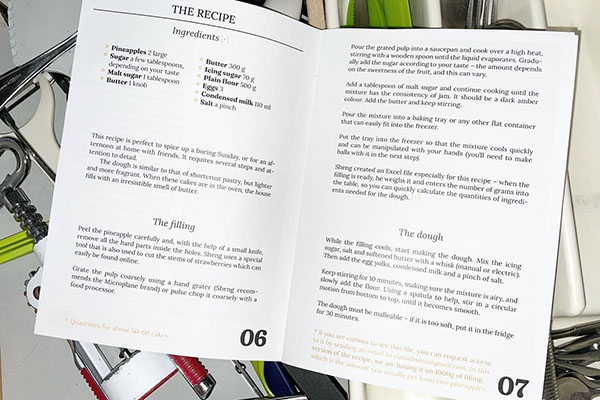 THE RECIPE
Ingredients *
Pineapples 2 large
Sugar a few tablespoons,
depending on your taste
Malt sugar 1 tablespoon
Butter 1 knob
Butter 300 g
Icing sugar 70 g
Plain flour 500 g
Eggs 3
Condensed milk 110 ml
Salt a pinch
This recipe is perfect to spice up a boring Sunday, or for an af-
ternoon at home with friends. It requires several steps and at-
tention to detail.
The dough is similar to that of shortcrust pastry, but lighter
and more fragrant. When these cakes are in the oven, the house
fills with an irresistible smell of butter.
The filling
Peel the pineapple carefully and, with the help of a small knife,
remove all the hard parts inside the holes. Sheng uses a special
tool that is also used to cut the stems of strawberries which can
easily be found online.
Grate the pulp coarsely using a hand grater (Sheng recom-
mends the Microplane brand) or pulse chop it coarsely with a
food processor.
* Quantities for about 50-60 cakes.
06
Pour the grated pulp into a saucepan and cook over a high heat,
stirring with a wooden spoon until the liquid evaporates. Gradu-
ally add the sugar according to your taste – the amount depends
on the sweetness of the fruit, and this can vary.
Add a tablespoon of malt sugar and continue cooking until the
mixture has the consistency of jam. It should be a dark amber
colour. Add the butter and keep stirring.
Pour the mixture into a baking tray or any other flat container
that can easily fit into the freezer.
Put the tray into the freezer so that the mixture cools quickly
and can be manipulated with your hands (you'll need to make
balls with it in the next step).
Sheng created an Excel file especially for this recipe – when the
filling is ready, he weighs it and enters the number of grams into
the table, so you can quickly calculate the quantities of ingredi-
ents needed for the dough.
The dough
While the filling cools, start making the dough. Mix the icing
sugar, salt and softened butter with a whisk (manual or electric).
Then add the egg yolks, condensed milk and a pinch of salt.
Keep stirring for 10 minutes, making sure the mixture is airy, and
slowly add the flour. Using a spatula to help, stir in a circular
motion from bottom to top, until it becomes smooth.
The dough must be malleable – if it is too soft, put it in the fridge
for 30 minutes.
* If you are curious to see this file, you can request access
to it by sending an email to In this
version of the recipe, we are basing it on 1000g of filling
which is the amount you usually get from two pineapples.
07